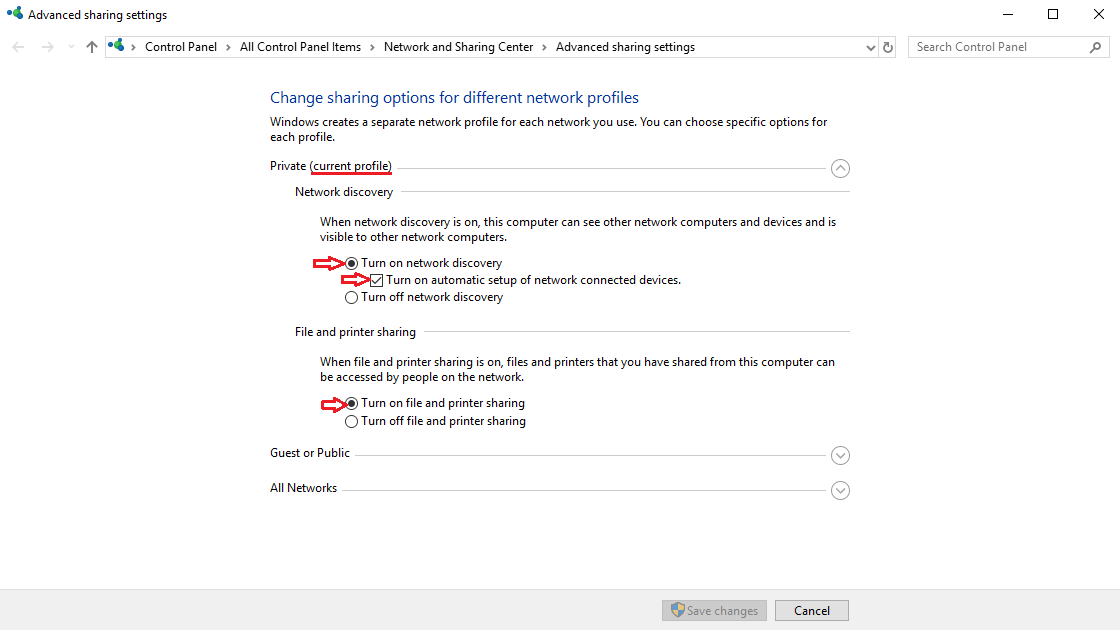 Advanced sharing settings
Control Panel > All Control Panel Items > Network and Sharing Center > Advanced sharing settings
Search Control Panel
Change sharing options for different network profiles
Windows creates a separate network profile for each network you use. You can choose specific options for
each profile.
Private (current profile)
Network discovery
When network discovery is on, this computer can see other network computers and devices and is
visible to other network computers.
Turn on network discovery
Turn on automatic setup of network connected devices.
Turn off network discovery
File and printer sharing
When file and printer sharing is on, files and printers that you have shared from this computer can
be accessed by people on the network.
Turn on file and printer sharing
Turn off file and printer sharing
Guest or Public
All Networks
Save changes
Cancel